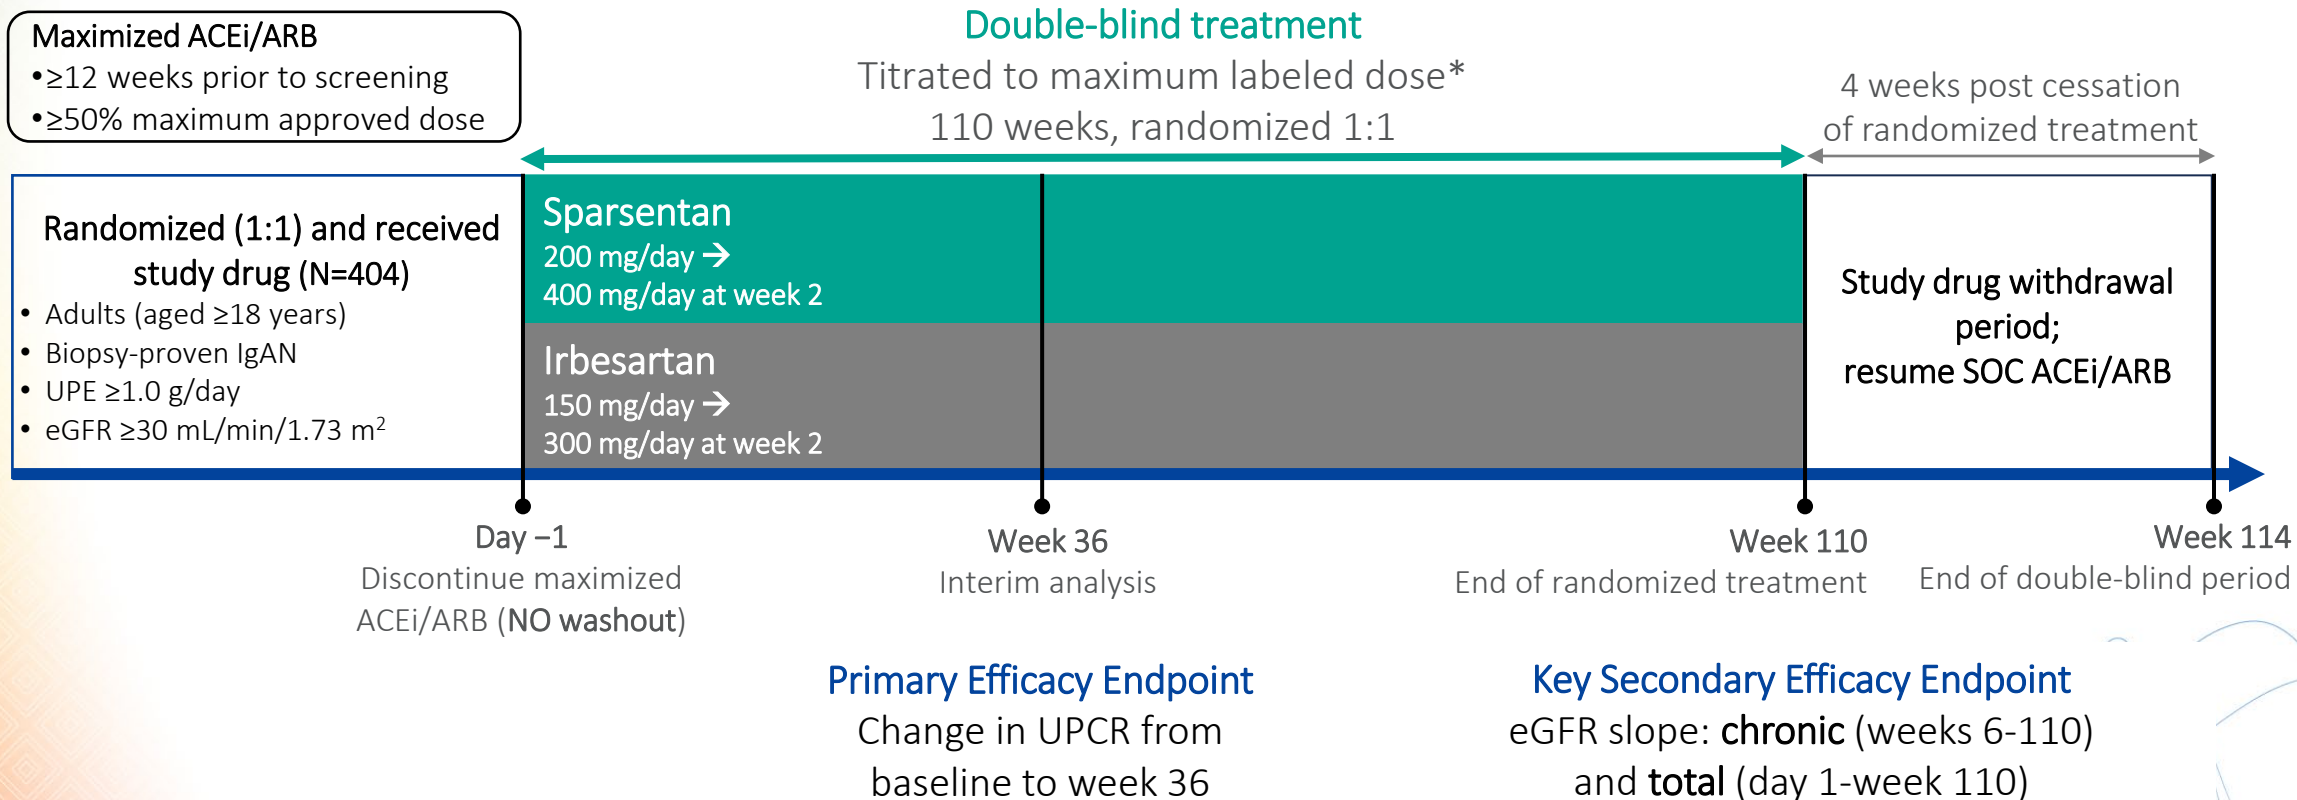 Maximized ACEi/ARB
•≥12 weeks prior to screening
•≥50% maximum approved dose
Double-blind treatment
Titrated to maximum labeled dose*
110 weeks, randomized 1:1
4 weeks post cessation
of randomized treatment
Randomized (1:1) and received
study drug (N=404)
• Adults (aged ≥18 years)
• Biopsy-proven IgAN
• UPE ≥1.0 g/day
• eGFR ≥30 mL/min/1.73 m²
Sparsentan
200 mg/day →
400 mg/day at week 2
Irbesartan
150 mg/day →
300 mg/day at week 2
Study drug withdrawal
period;
resume SOC ACEi/ARB
Day −1
Discontinue maximized
ACEi/ARB (NO washout)
Week 36
Interim analysis
Week 110
End of randomized treatment
Week 114
End of double-blind period
Primary Efficacy Endpoint
Change in UPCR from
baseline to week 36
Key Secondary Efficacy Endpoint
eGFR slope: chronic (weeks 6-110)
and total (day 1-week 110)